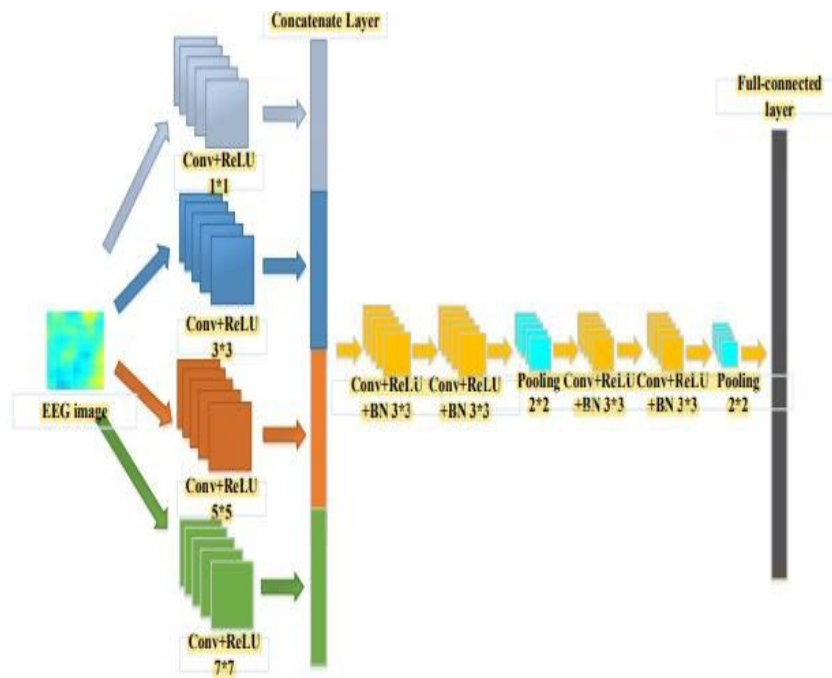 Concatenate Layer
Full-connected
layer
Conv+ReLU
1*1
Conv+ReLU
3*3
EEG image
Conv+ReLU
+BN 3*3
Conv+ReLU
+BN 3*3
Pooling
2*2
Conv+ReLU
+BN 3*3
Conv+ReLU
+BN 3*3
Pooling
2*2
Conv+ReLU
5*5
Conv+ReLU
7*7